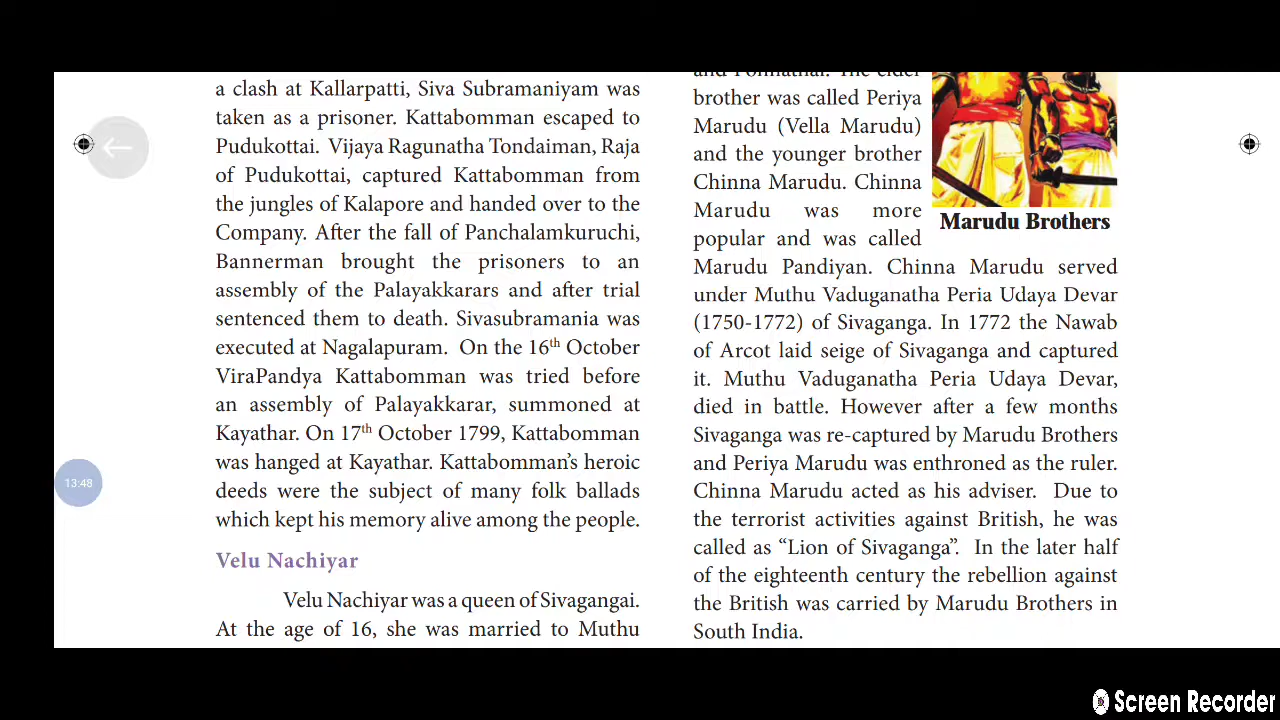 a clash at Kallarpatti, Siva Subramaniyam was
taken as a prisoner. Kattabomman escaped to
Pudukottai. Vijaya Ragunatha Tondaiman, Raja
of Pudukottai, captured Kattabomman from
the jungles of Kalapore and handed over to the
Company. After the fall of Panchalamkuruchi,
Bannerman brought the prisoners to an
assembly of the Palayakkarars and after trial
sentenced them to death. Sivasubramania was
executed at Nagalapuram. On the 16th October
ViraPandya Kattabomman was tried before
an assembly of Palayakkarar, summoned at
Kayathar. On 17th October 1799, Kattabomman
was hanged at Kayathar. Kattabomman's heroic
deeds were the subject of many folk ballads
which kept his memory alive among the people.
Velu Nachiyar
Velu Nachiyar was a queen of Sivagangai.
At the age of 16, she was married to Muthu
and Ponnathal. The elder
brother was called Periya
Marudu (Vella Marudu)
and the younger brother
Chinna Marudu. Chinna
Marudu was more
popular and was called
Marudu Pandiyan. Chinna Marudu served
under Muthu Vaduganatha Peria Udaya Devar
(1750-1772) of Sivaganga. In 1772 the Nawab
of Arcot laid seige of Sivaganga and captured
it. Muthu Vaduganatha Peria Udaya Devar,
died in battle. However after a few months
Sivaganga was re-captured by Marudu Brothers
and Periya Marudu was enthroned as the ruler.
Chinna Marudu acted as his adviser. Due to
the terrorist activities against British, he was
called as "Lion of Sivaganga". In the later half
of the eighteenth century the rebellion against
the British was carried by Marudu Brothers in
South India.
Marudu Brothers
13:48
Screen Recorder